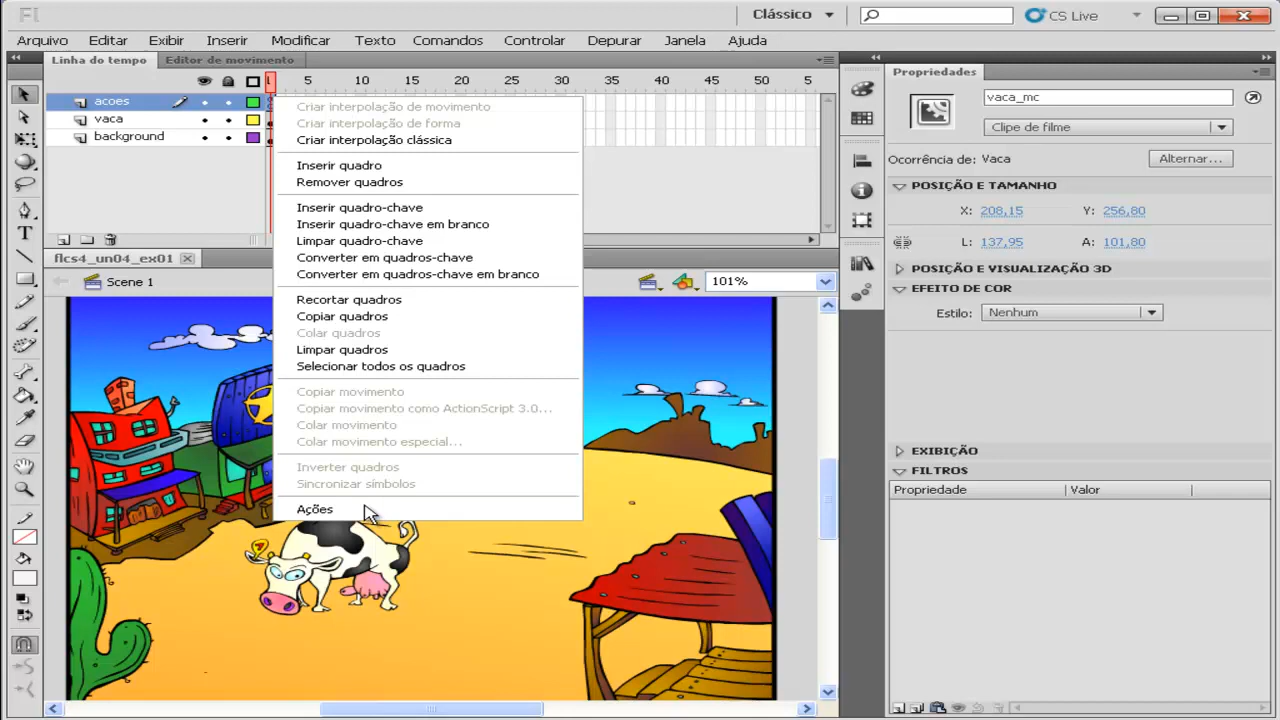 Fl
Clássico
CS Live
Arquivo Editar Exibir Inserir Modificar Texto Comandos Controlar Depurar Janela Ajuda
Linha do tempo Editor de movimento
1 5 10 15 20 25 30 35 40 45 50 5
acoes
vaca
background
Criar interpolação de movimento
Criar interpolação de forma
Criar interpolação clássica
Inserir quadro
Remover quadros
Inserir quadro-chave
Inserir quadro-chave em branco
Limpar quadro-chave
Converter em quadros-chave
Converter em quadros-chave em branco
Recortar quadros
Copiar quadros
Colar quadros
Limpar quadros
Selecionar todos os quadros
Copiar movimento
Copiar movimento como ActionScript 3.0...
Colar movimento
Colar movimento especial...
Inverter quadros
Sincronizar símbolos
Ações
flcs4_un04_ex01
Scene 1
101%
Propriedades
vaca_mc
Clipe de filme
Ocorrência de: Vaca Alternar...
POSIÇÃO E TAMANHO
X: 208,15 Y: 256,80
L: 137,95 A: 101,80
POSIÇÃO E VISUALIZAÇÃO 3D
EFEITO DE COR
Estilo: Nenhum
EXIBIÇÃO
FILTROS
Propriedade Valor